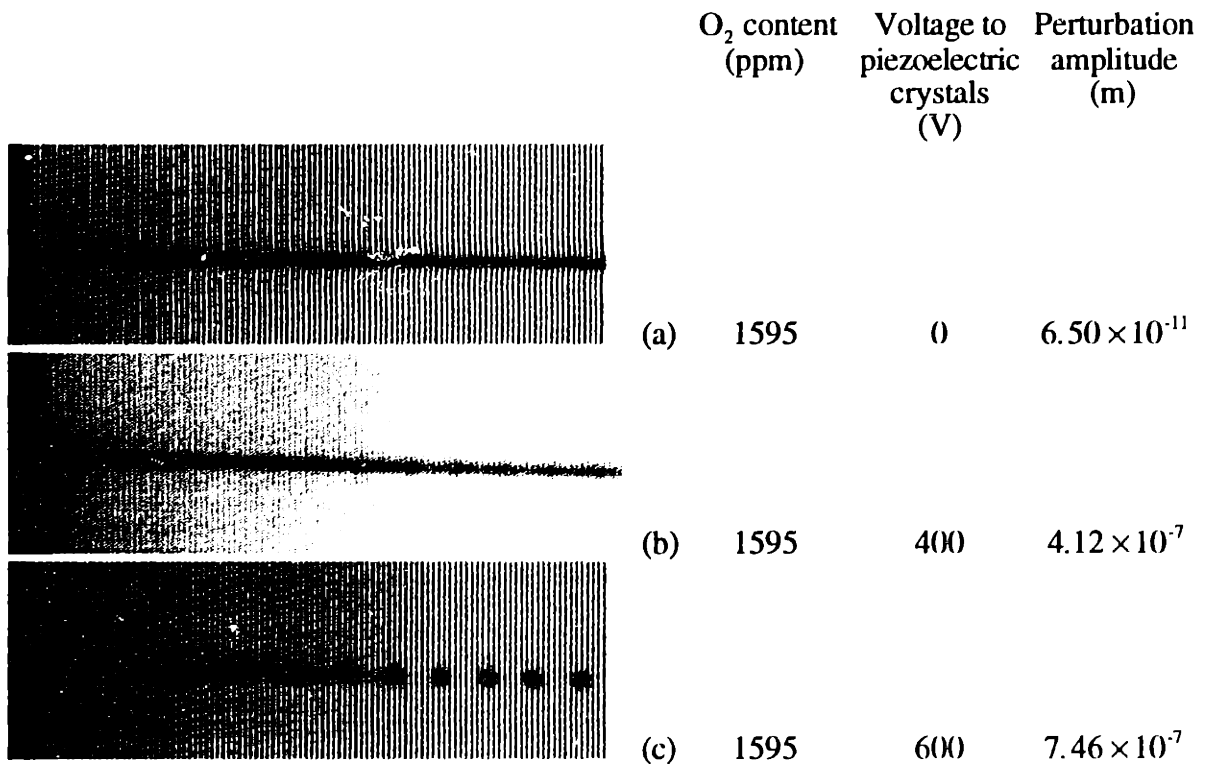 O₂ content Voltage to Perturbation
(ppm) piezoelectric amplitude
crystals (m)
(V)
(a) 1595 0 6.50 × 10⁻¹¹
(b) 1595 400 4.12 × 10⁻⁷
(c) 1595 600 7.46 × 10⁻⁷